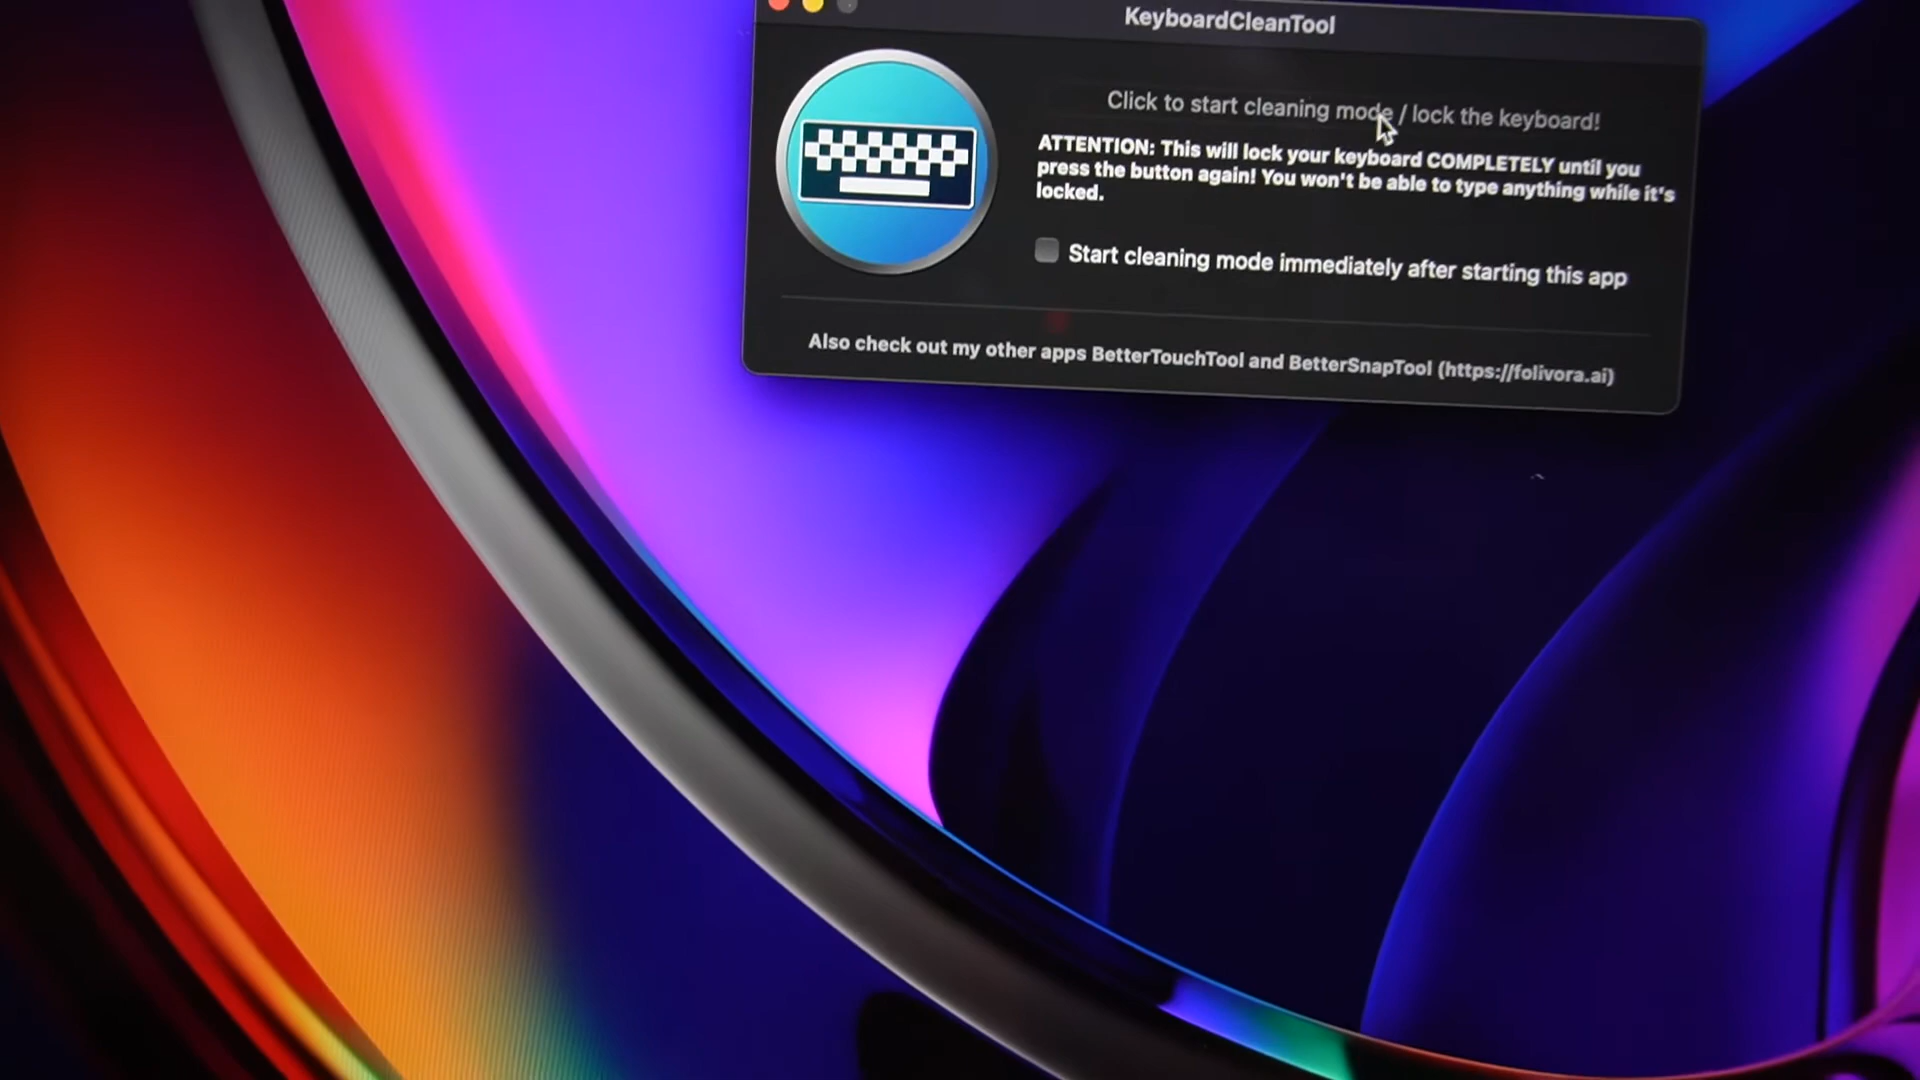 KeyboardCleanTool
Click to start cleaning mode / lock the keyboard!
ATTENTION: This will lock your keyboard COMPLETELY until you
press the button again! You won't be able to type anything while it's
locked.
Start cleaning mode immediately after starting this app
Also check out my other apps BetterTouchTool and BetterSnapTool (https://folivora.ai)